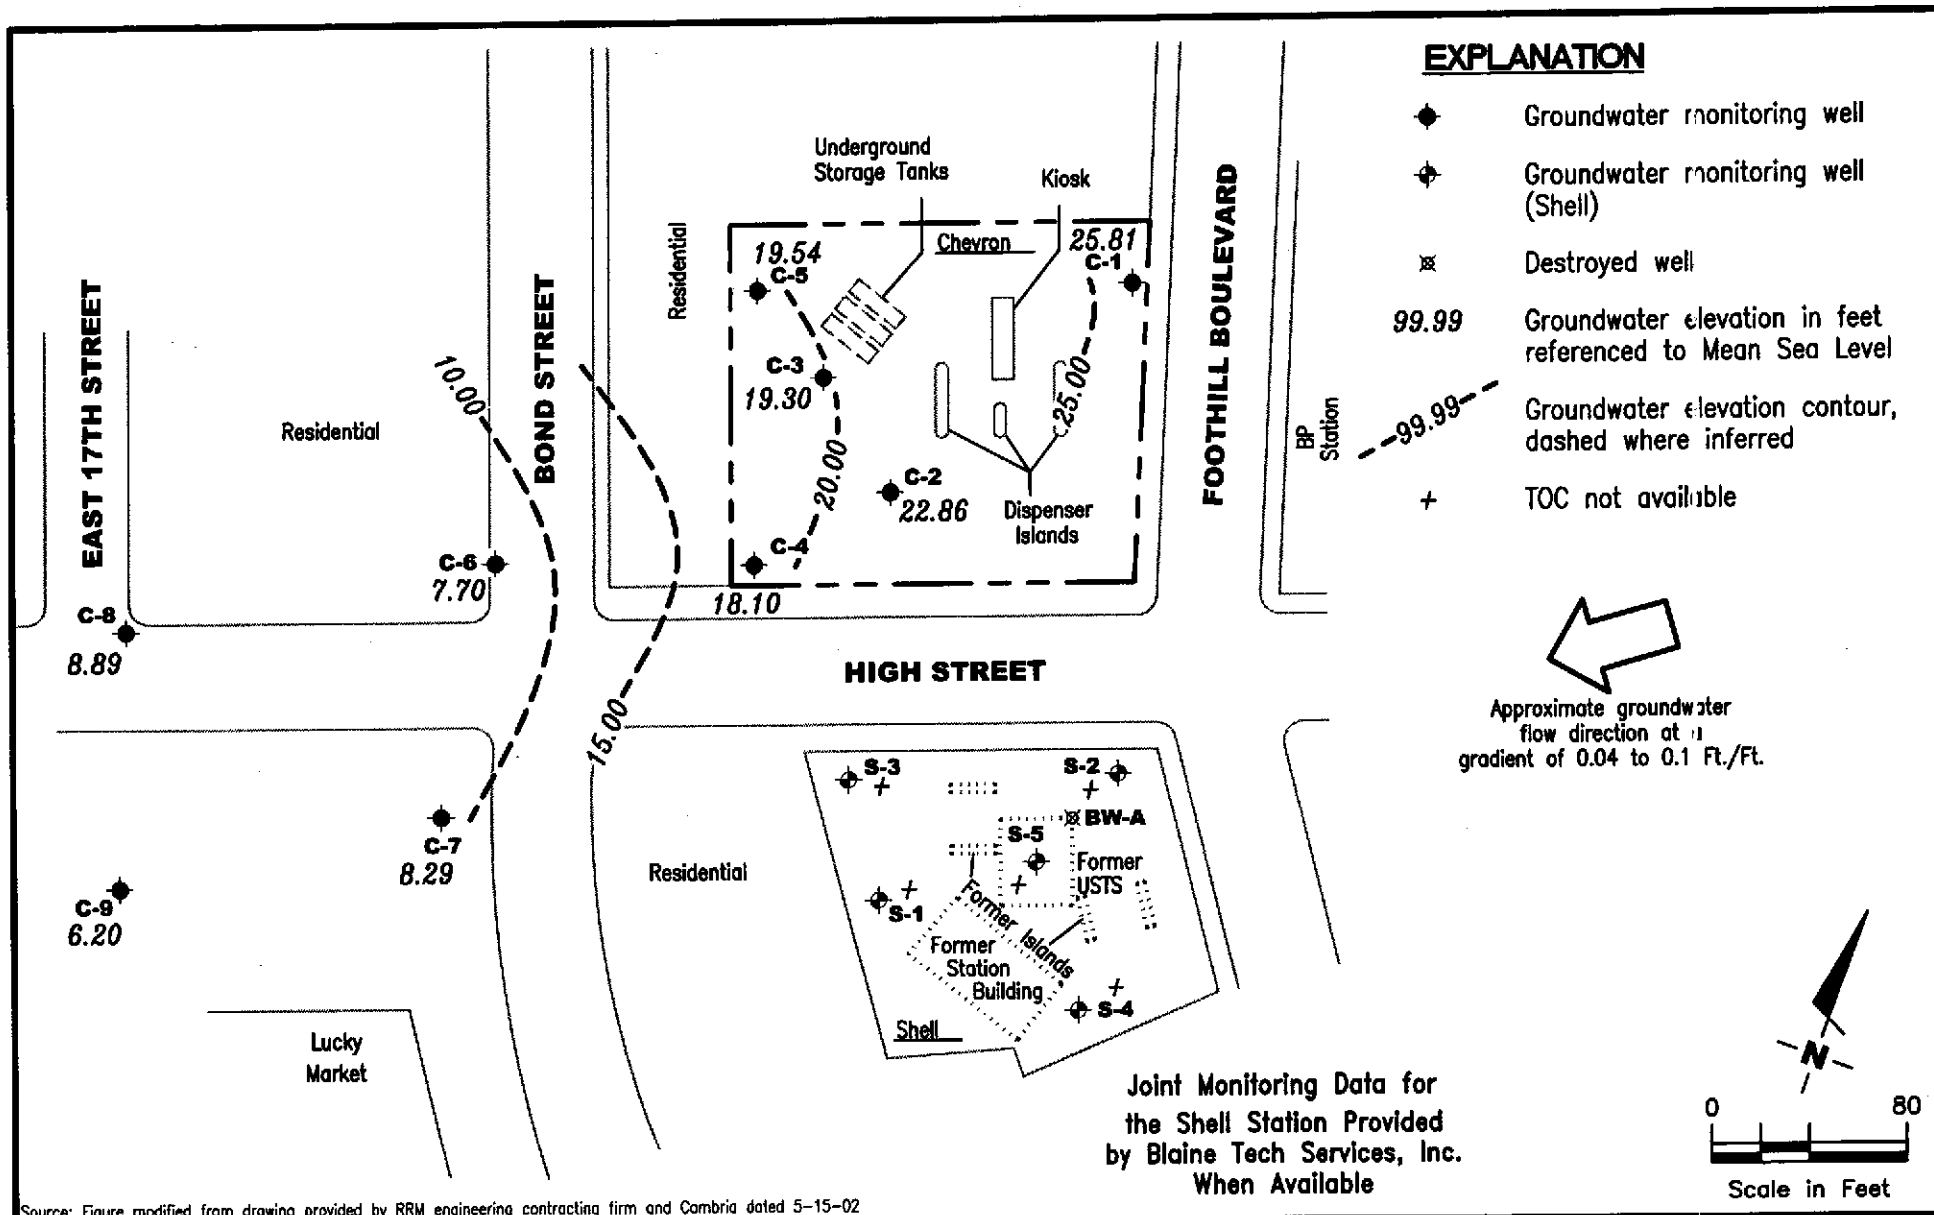 EXPLANATION
Groundwater monitoring well
Groundwater monitoring well
(Shell)
Destroyed well
99.99
Groundwater elevation in feet
referenced to Mean Sea Level
99.99
Groundwater elevation contour,
dashed where inferred
+
TOC not available
Underground
Storage Tanks
Kiosk
Chevron
Residential
19.54
C-5
25.81
C-1
C-3
19.30
25.00
20.00
C-2
22.86
Dispenser
Islands
C-4
18.10
EAST 17TH STREET
BOND STREET
FOOTHILL BOULEVARD
BP
Station
10.00
Residential
C-6
7.70
C-8
8.89
HIGH STREET
15.00
Approximate groundwater
flow direction at a
gradient of 0.04 to 0.1 Ft./Ft.
C-7
8.29
C-9
6.20
Residential
S-3
S-2
BW-A
S-5
Former
USTS
S-1
Former Islands
Former
Station
Building
S-4
Shell
Lucky
Market
Joint Monitoring Data for
the Shell Station Provided
by Blaine Tech Services, Inc.
When Available
N
0 80
Scale in Feet
Source: Figure modified from drawing provided by RRM engineering contracting firm and Cambria dated 5-15-02